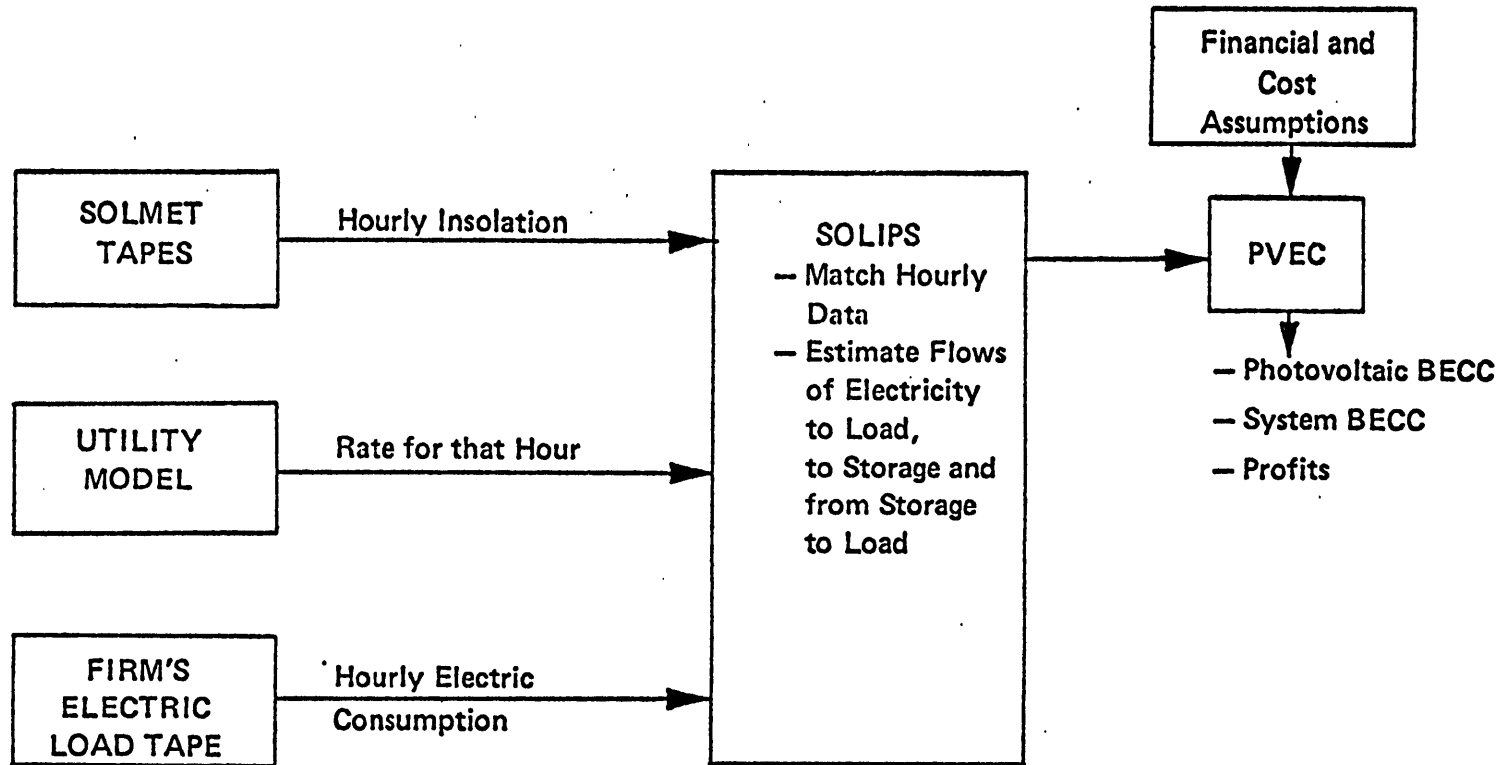 Financial and
Cost
Assumptions
SOLMET
TAPES
Hourly Insolation
UTILITY
MODEL
Rate for that Hour
FIRM'S
ELECTRIC
LOAD TAPE
Hourly Electric
Consumption
SOLIPS
— Match Hourly
Data
— Estimate Flows
of Electricity
to Load,
to Storage and
from Storage
to Load
PVEC
— Photovoltaic BECC
— System BECC
— Profits